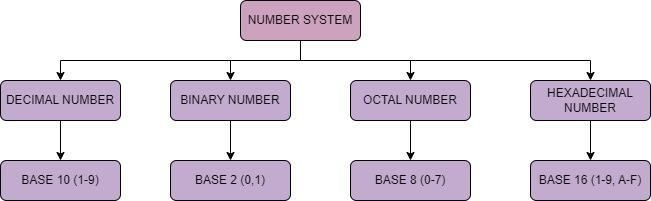 NUMBER SYSTEM
DECIMAL NUMBER
BINARY NUMBER
OCTAL NUMBER
HEXADECIMAL
NUMBER
BASE 10 (1-9)
BASE 2 (0,1)
BASE 8 (0-7)
BASE 16 (1-9, A-F)